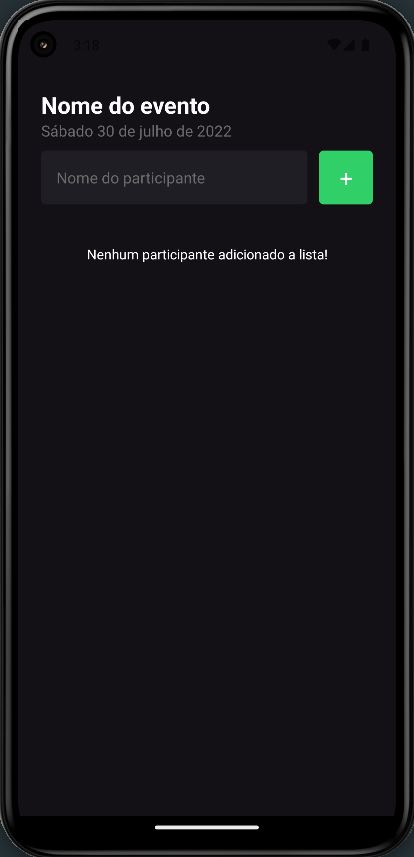 3:18
Nome do evento
Sábado 30 de julho de 2022
Nome do participante
+
Nenhum participante adicionado a lista!